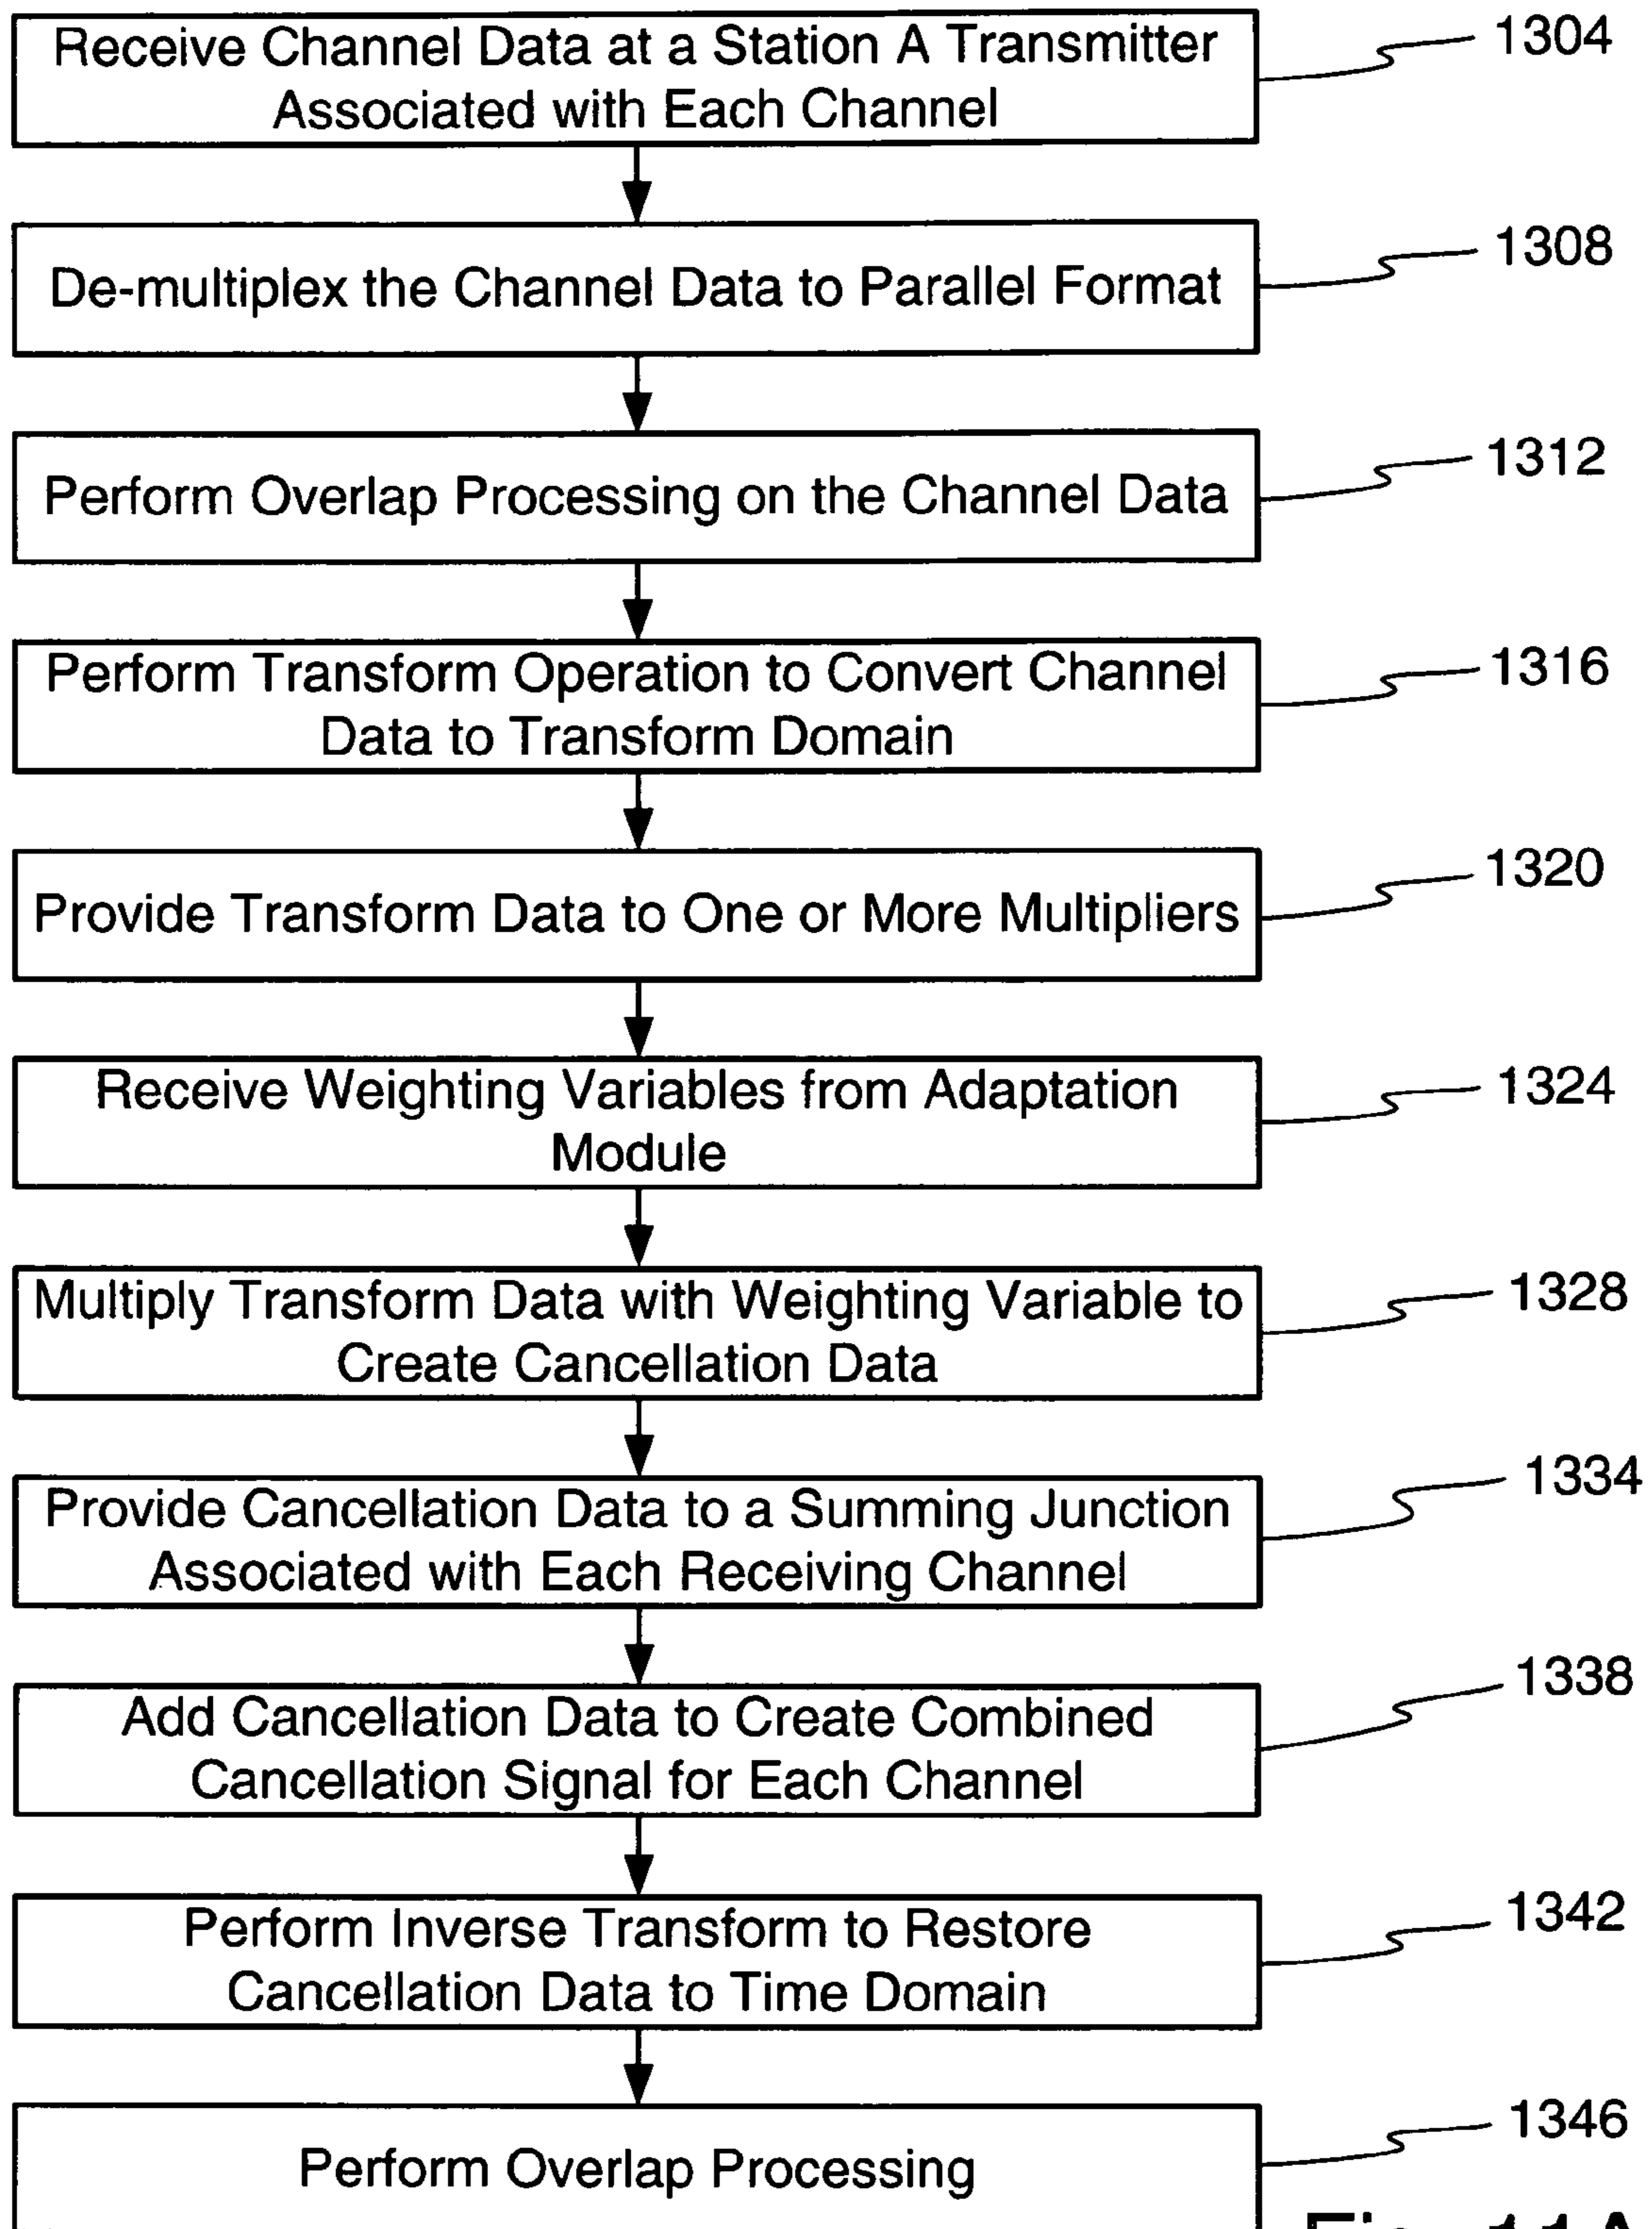 Receive Channel Data at a Station A Transmitter
Associated with Each Channel
1304
De-multiplex the Channel Data to Parallel Format
1308
Perform Overlap Processing on the Channel Data
1312
Perform Transform Operation to Convert Channel
Data to Transform Domain
1316
Provide Transform Data to One or More Multipliers
1320
Receive Weighting Variables from Adaptation
Module
1324
Multiply Transform Data with Weighting Variable to
Create Cancellation Data
1328
Provide Cancellation Data to a Summing Junction
Associated with Each Receiving Channel
1334
Add Cancellation Data to Create Combined
Cancellation Signal for Each Channel
1338
Perform Inverse Transform to Restore
Cancellation Data to Time Domain
1342
Perform Overlap Processing
1346